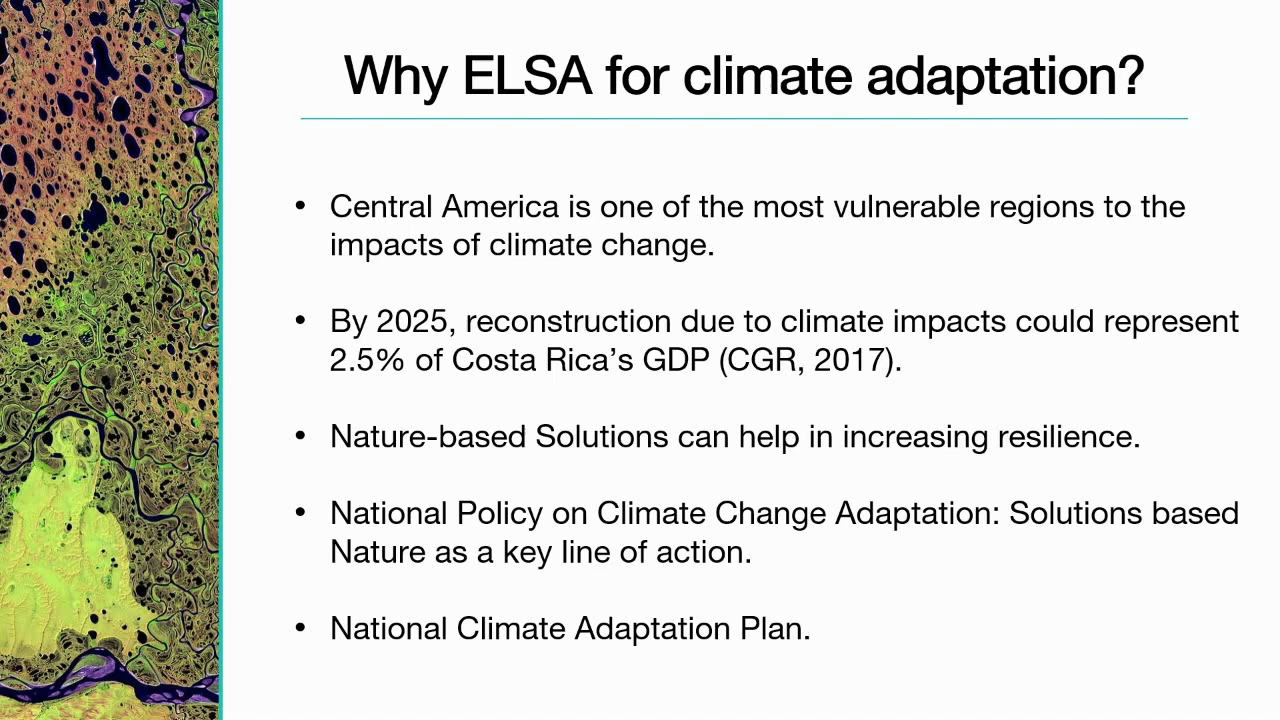 Why ELSA for climate adaptation?
• Central America is one of the most vulnerable regions to the
impacts of climate change.
• By 2025, reconstruction due to climate impacts could represent
2.5% of Costa Rica’s GDP (CGR, 2017).
• Nature-based Solutions can help in increasing resilience.
• National Policy on Climate Change Adaptation: Solutions based
Nature as a key line of action.
• National Climate Adaptation Plan.